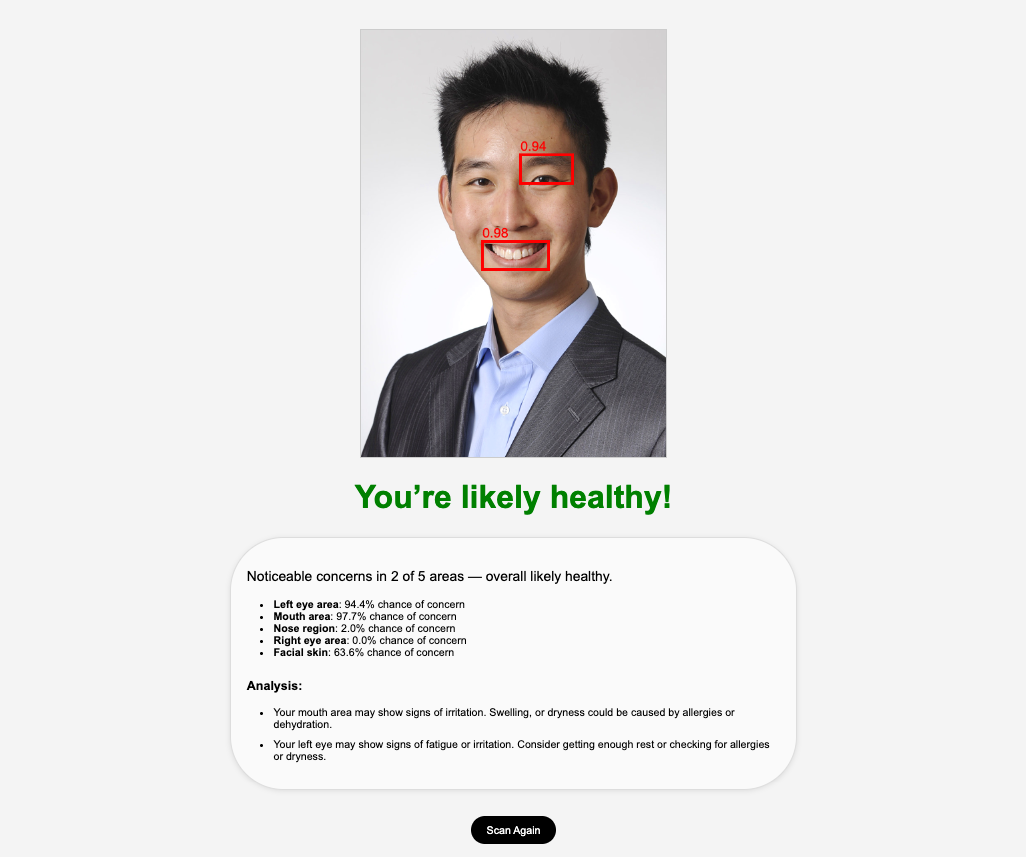 0.94
0.98
You’re likely healthy!
Noticeable concerns in 2 of 5 areas — overall likely healthy.
• Left eye area: 94.4% chance of concern
• Mouth area: 97.7% chance of concern
• Nose region: 2.0% chance of concern
• Right eye area: 0.0% chance of concern
• Facial skin: 63.6% chance of concern
Analysis:
• Your mouth area may show signs of irritation. Swelling, or dryness could be caused by allergies or
dehydration.
• Your left eye may show signs of fatigue or irritation. Consider getting enough rest or checking for allergies
or dryness.
Scan Again